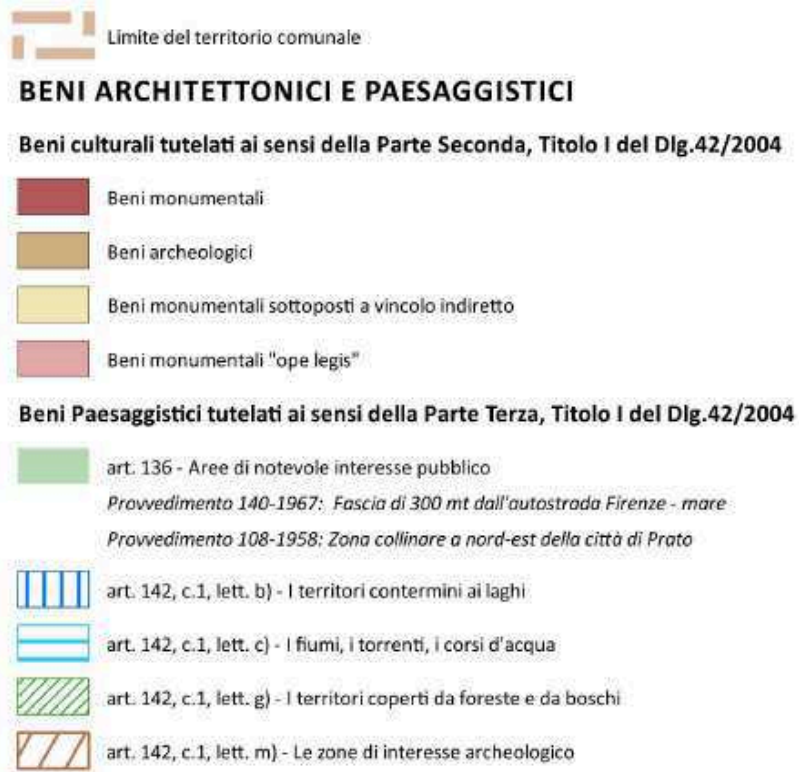 Limite del territorio comunale
BENI ARCHITETTONICI E PAESAGGISTICI
Beni culturali tutelati ai sensi della Parte Seconda, Titolo I del Dlg.42/2004
Beni monumentali
Beni archeologici
Beni monumentali sottoposti a vincolo indiretto
Beni monumentali "ope legis"
Beni Paesaggistici tutelati ai sensi della Parte Terza, Titolo I del Dlg.42/2004
art. 136 - Aree di notevole interesse pubblico
Provvedimento 140-1967: Fascia di 300 mt dall'autostrada Firenze - mare
Provvedimento 108-1958: Zona collinare a nord-est della città di Prato
art. 142, c.1, lett. b) - I territori contermini ai laghi
art. 142, c.1, lett. c) - I fiumi, i torrenti, i corsi d'acqua
art. 142, c.1, lett. g) - I territori coperti da foreste e da boschi
art. 142, c.1, lett. m) - Le zone di interesse archeologico